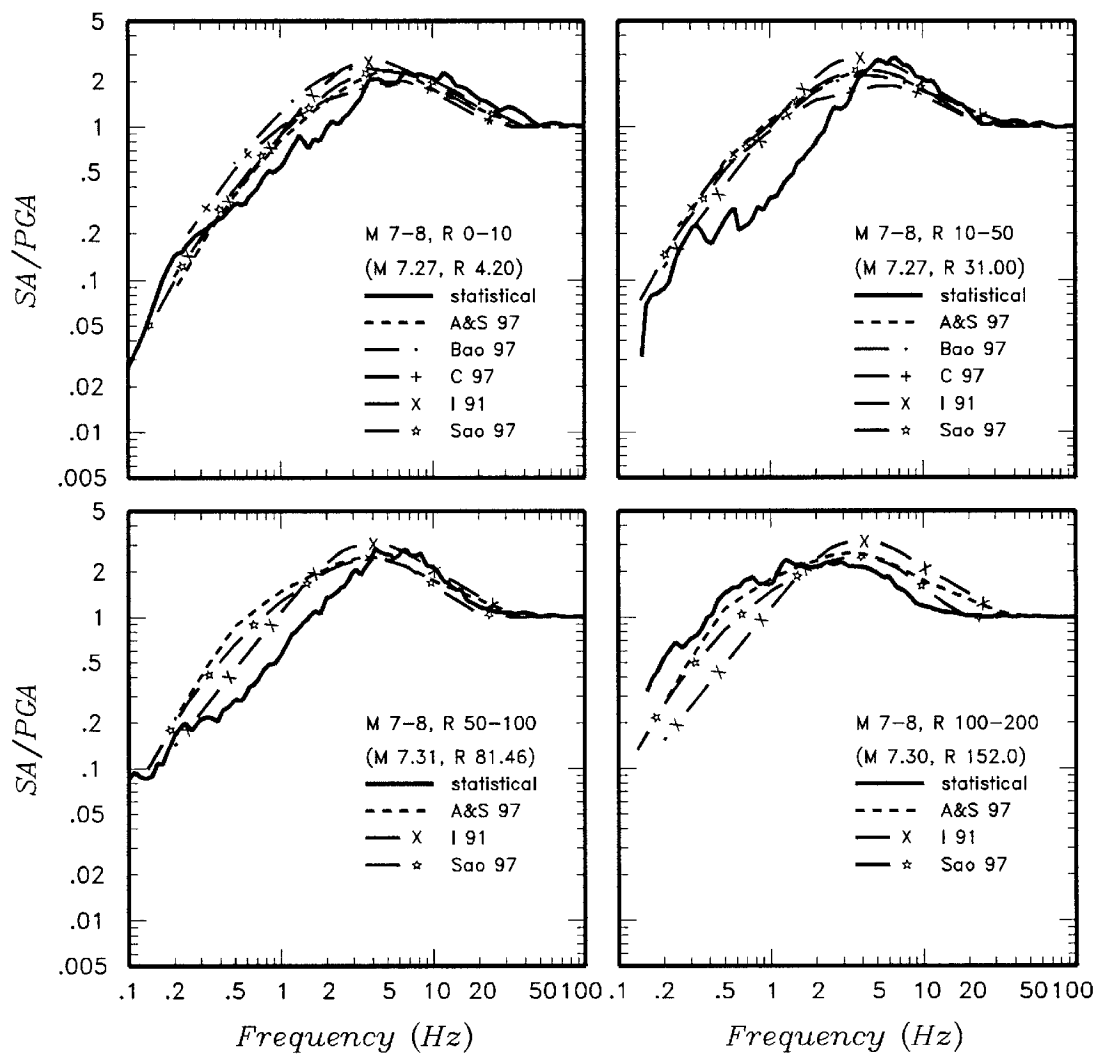 5
2
1
.5
.2
.1
.05
.02
.01
.005
SA/PGA
M 7-8, R 0-10
(M 7.27, R 4.20)
statistical
A&S 97
Bao 97
C 97
I 91
Sao 97
M 7-8, R 10-50
(M 7.27, R 31.00)
statistical
A&S 97
Bao 97
C 97
I 91
Sao 97
5
2
1
.5
.2
.1
.05
.02
.01
.005
SA/PGA
M 7-8, R 50-100
(M 7.31, R 81.46)
statistical
A&S 97
I 91
Sao 97
M 7-8, R 100-200
(M 7.30, R 152.0)
statistical
A&S 97
I 91
Sao 97
.1 .2 .5 1 2 5 10 20 50 100
.1 .2 .5 1 2 5 10 20 50 100
Frequency (Hz)
Frequency (Hz)